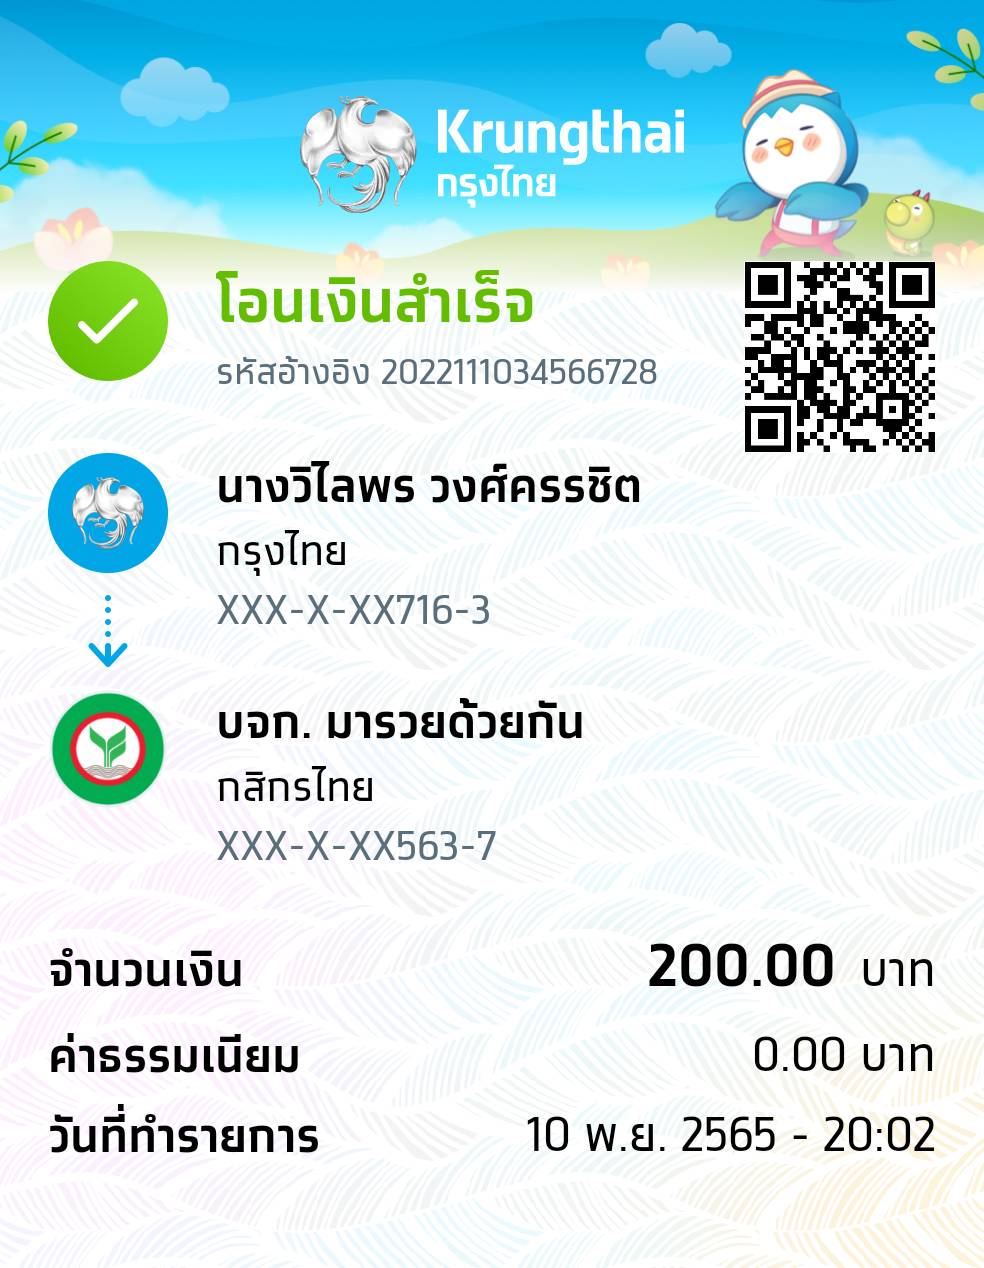 Krungthai
กรุงไทย
โอนเงินสำเร็จ
รหัสอ้างอิง 2022111034566728
นางวิไลพร วงศ์ครรชิต
กรุงไทย
XXX-X-XX716-3
บจก. มารวยด้วยกัน
กสิกรไทย
XXX-X-XX563-7
จำนวนเงิน 200.00 บาท
ค่าธรรมเนียม 0.00 บาท
วันที่ทำรายการ 10 พ.ย. 2565 - 20:02